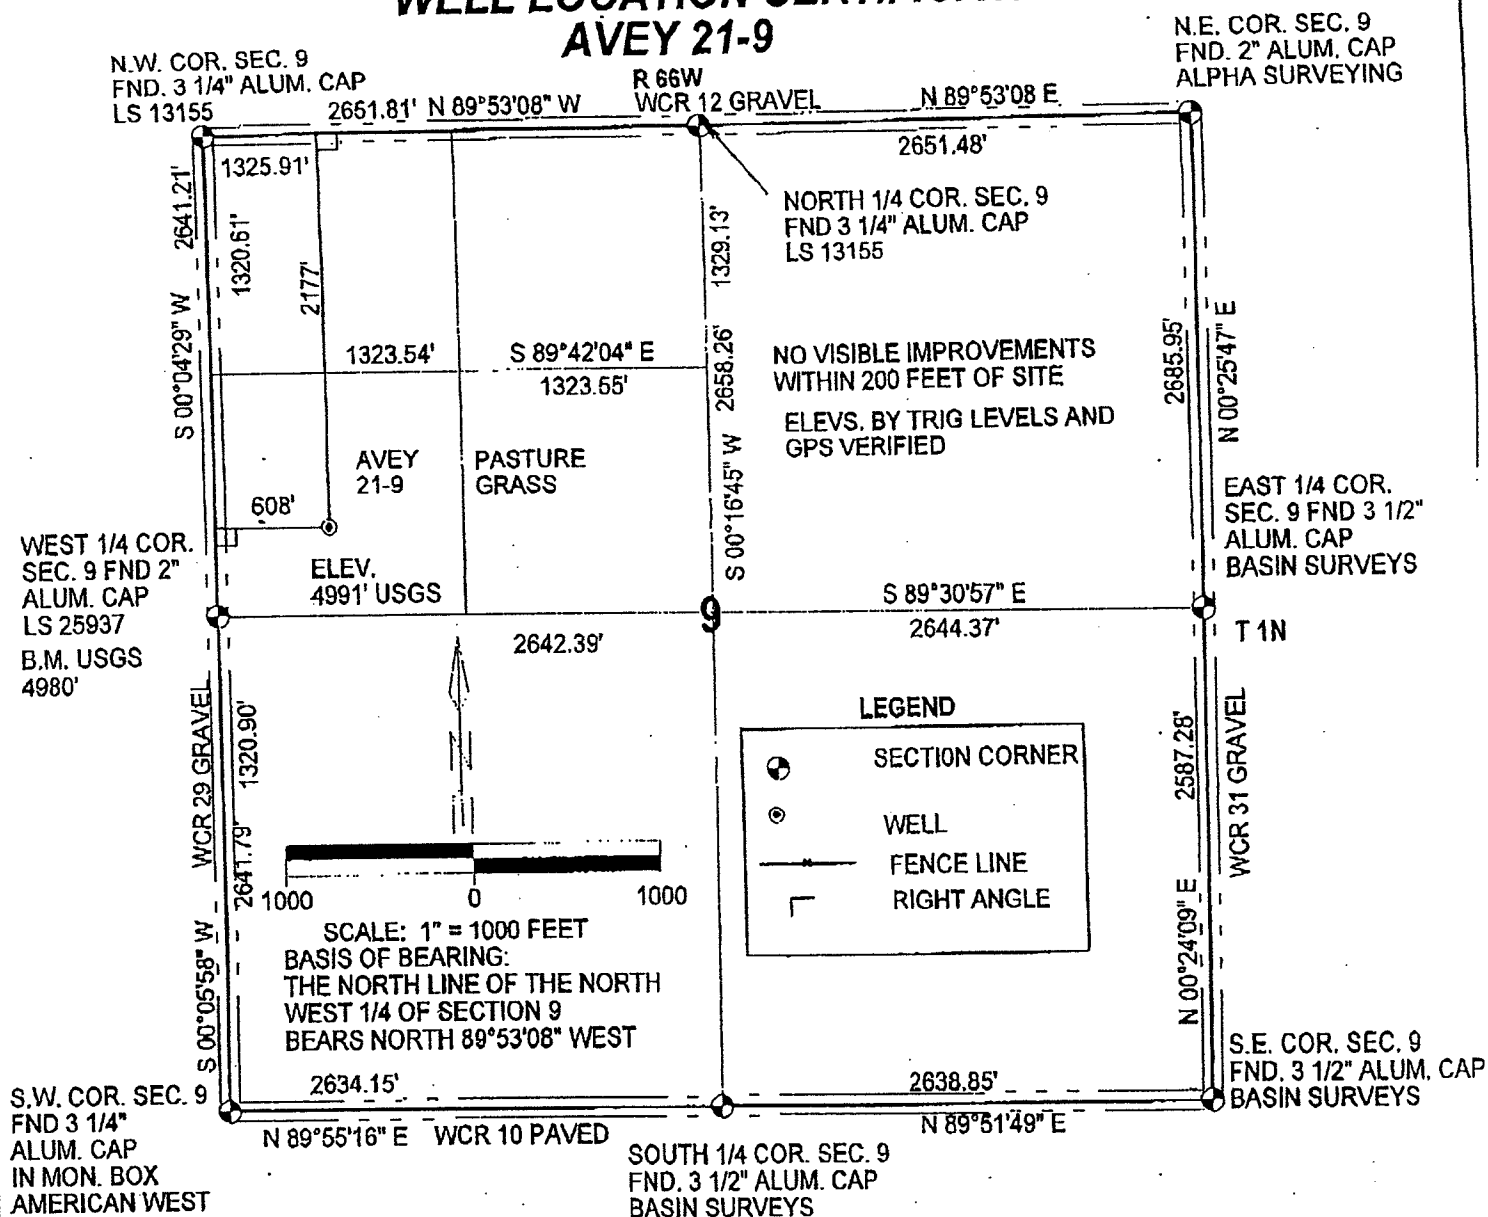 AVEY 21-9
N.W. COR. SEC. 9
FND. 3 1/4" ALUM. CAP
LS 13155
2651.81' N 89°53'08" W
R 66W
WCR 12 GRAVEL
N 89°53'08 E
N.E. COR. SEC. 9
FND. 2" ALUM. CAP
ALPHA SURVEYING
1325.91'
2651.48'
2641.21'
1320.61"
2177'
1329.13'
NORTH 1/4 COR. SEC. 9
FND 3 1/4" ALUM. CAP
LS 13155
S 00°04'29" W
1323.54'
S 89°42'04" E
1323.55'
2658.26'
NO VISIBLE IMPROVEMENTS
WITHIN 200 FEET OF SITE
ELEVS. BY TRIG LEVELS AND
GPS VERIFIED
2685.95'
N 00°25'47" E
AVEY
21-9
PASTURE
GRASS
S 00°16'45" W
608'
ELEV.
4991' USGS
WEST 1/4 COR.
SEC. 9 FND 2"
ALUM. CAP
LS 25937
B.M. USGS
4980'
EAST 1/4 COR.
SEC. 9 FND 3 1/2"
ALUM. CAP
BASIN SURVEYS
S 89°30'57" E
9
2642.39'
2644.37'
T 1N
N
WCR 29 GRAVEL
1320.90'
2641.79'
S 00°05'58" W
LEGEND
SECTION CORNER
WELL
FENCE LINE
RIGHT ANGLE
2587.28'
WCR 31 GRAVEL
N 00°24'09" E
1000 0 1000
SCALE: 1" = 1000 FEET
BASIS OF BEARING:
THE NORTH LINE OF THE NORTH
WEST 1/4 OF SECTION 9
BEARS NORTH 89°53'08" WEST
2634.15'
2638.85'
S.W. COR. SEC. 9
FND 3 1/4"
ALUM. CAP
IN MON. BOX
AMERICAN WEST
N 89°55'16" E WCR 10 PAVED
N 89°51'49" E
SOUTH 1/4 COR. SEC. 9
FND. 3 1/2" ALUM. CAP
BASIN SURVEYS
S.E. COR. SEC. 9
FND. 3 1/2" ALUM. CAP
BASIN SURVEYS